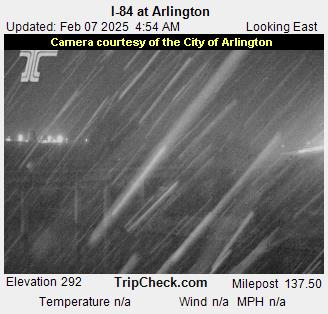 I-84 at Arlington
Updated: Feb 07 2025 4:54 AM Looking East
Camera courtesy of the City of Arlington
Elevation 292 TripCheck.com Milepost 137.50
Temperature n/a Wind n/a MPH n/a